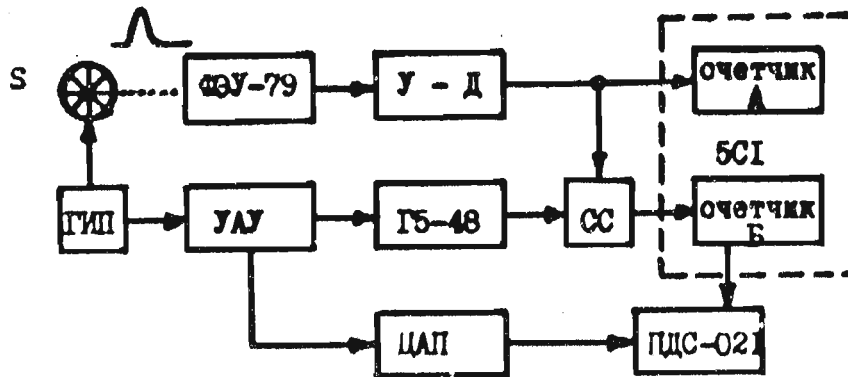 S
ФЭУ-79
У - Д
счетчик
А
5С1
ГИП
УАУ
Г5-48
СС
счетчик
Б
ЦАП
ПДС-021